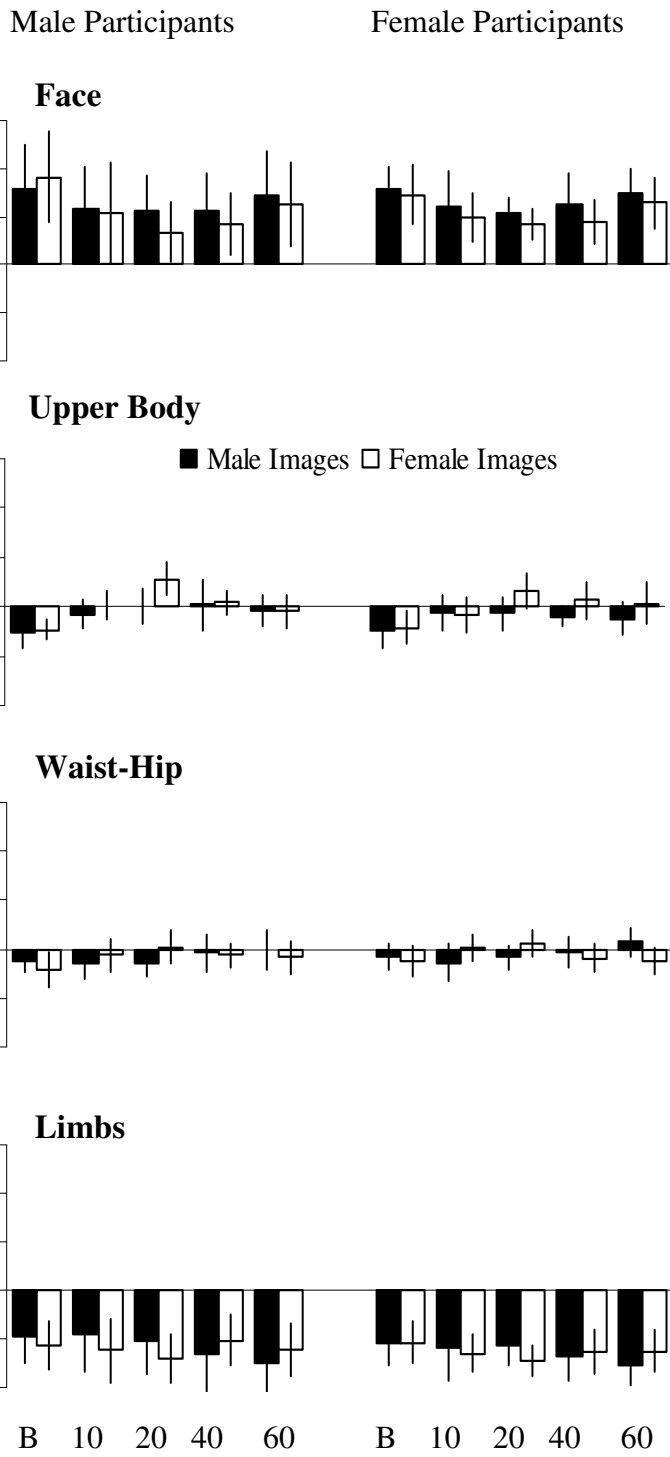 Male Participants Female Participants
Face
Upper Body
Male Images Female Images
Waist-Hip
Limbs
B 10 20 40 60 B 10 20 40 60